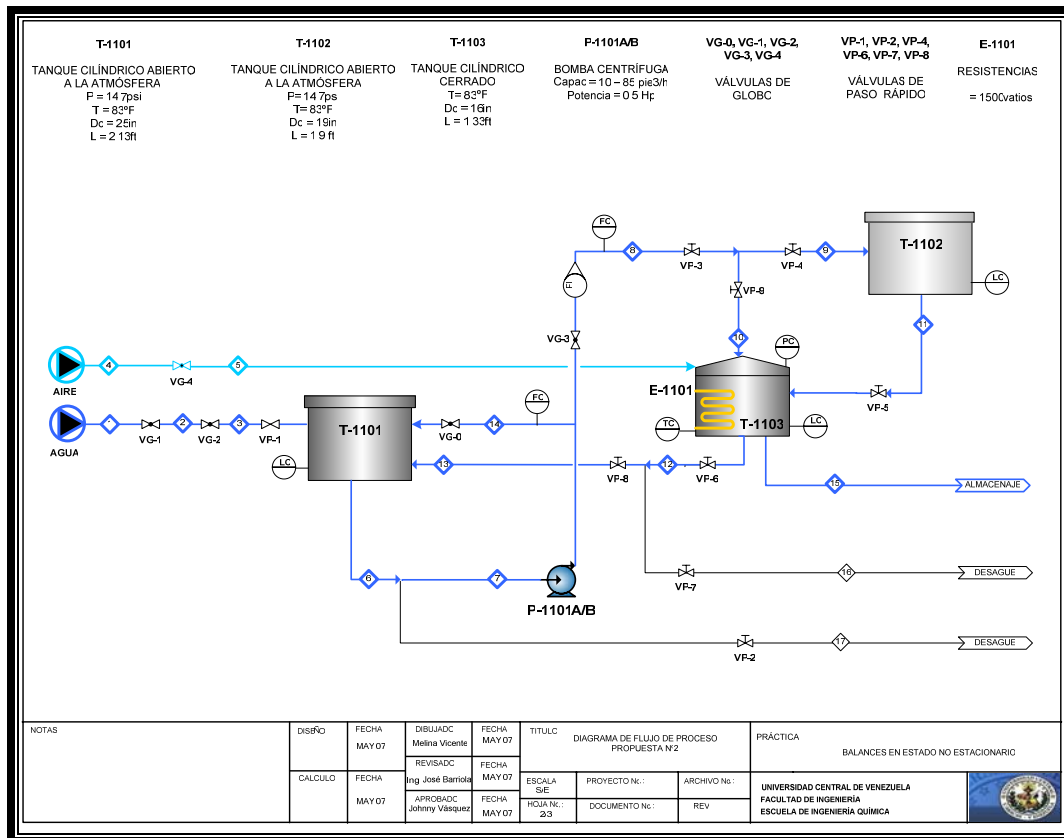 T-1101
TANQUE CILÍNDRICO ABIERTO
A LA ATMÓSFERA
P = 14 7psi
T = 83ºF
Dc = 25in
L = 2 13ft
T-1102
TANQUE CILÍNDRICO ABIERTO
A LA ATMÓSFERA
P= 14 7ps
T= 83ºF
Dc = 19in
L = 1 9 ft
T-1103
TANQUE CILÍNDRICO
CERRADO
T= 83ºF
Dc = 16in
L = 1 33ft
P-1101A/B
BOMBA CENTRÍFUGA
Capac = 10 – 85 pie3/h
Potencia = 0 5 Hp
VG-0, VG-1, VG-2,
VG-3, VG-4
VÁLVULAS DE
GLOBO
VP-1, VP-2, VP-4,
VP-6, VP-7, VP-8
VÁLVULAS DE
PASO RÁPIDO
E-1101
RESISTENCIAS
= 1500vatios
FC
8
VP-3
VP-4
9
T-1102
LC
FI
VP-9
VG-3
10
PC
11
4
VG-4
5
AIRE
E-1101
VP-5
1
VG-1
2
VG-2
3
VP-1
AGUA
T-1101
LC
VG-0
14
FC
TC
T-1103
LC
13
VP-8
12
VP-6
15
ALMACENAJE
6
7
P-1101A/B
VP-7
16
DESAGUE
VP-2
17
DESAGUE
NOTAS
DISEÑO
FECHA
MAY 07
DIBUJADO
Melina Vicente
FECHA
MAY 07
TITULO
DIAGRAMA DE FLUJO DE PROCESO
PROPUESTA Nº2
PRÁCTICA
BALANCES EN ESTADO NO ESTACIONARIO
REVISADO
Ing José Barriola
FECHA
MAY 07
CALCULO
FECHA
MAY 07
APROBADO
Johnny Vásquez
FECHA
MAY 07
ESCALA
S/E
PROYECTO No.:
ARCHIVO No.:
HOJA No.:
2/3
DOCUMENTO No.:
REV
UNIVERSIDAD CENTRAL DE VENEZUELA
FACULTAD DE INGENIERÍA
ESCUELA DE INGENIERÍA QUÍMICA